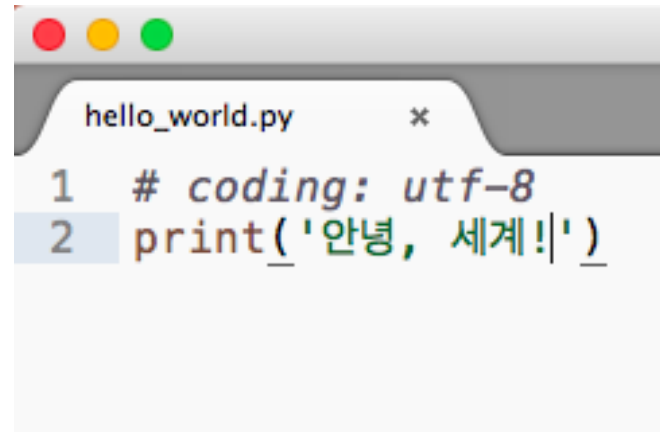 hello_world.py ×
1 # coding: utf-8
2 print('안녕, 세계!')